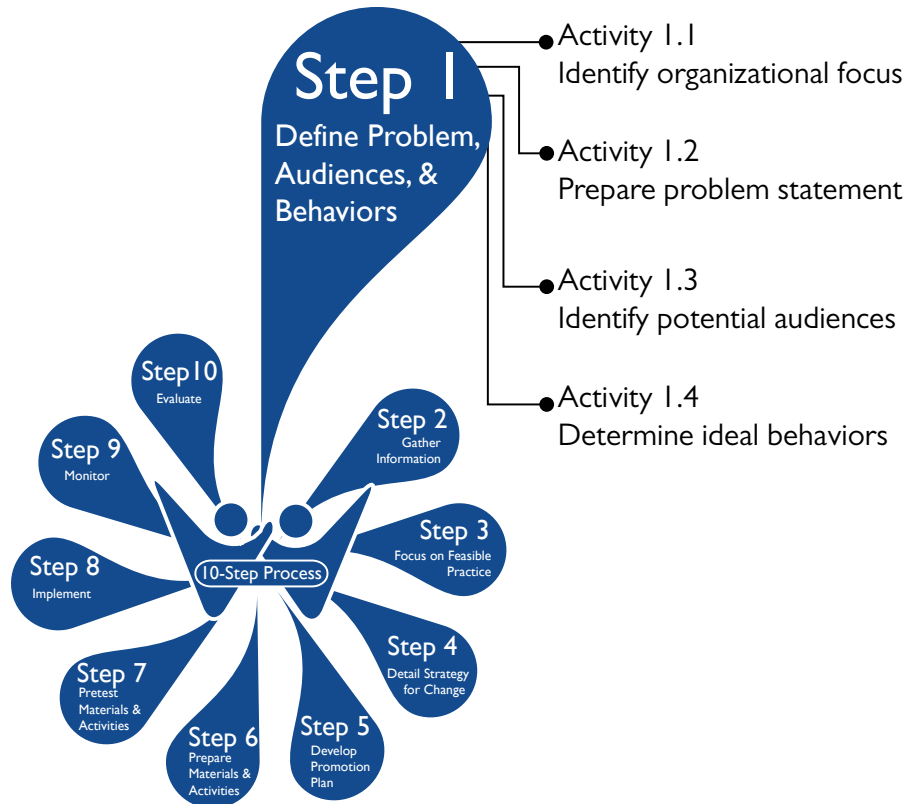 Step 1
Define Problem,
Audiences, &
Behaviors
Activity 1.1
Identify organizational focus
Activity 1.2
Prepare problem statement
Activity 1.3
Identify potential audiences
Activity 1.4
Determine ideal behaviors
Step 2
Gather
Information
Step 3
Focus on Feasible
Practice
Step 4
Detail Strategy
for Change
Step 5
Develop
Promotion
Plan
Step 6
Prepare
Materials &
Activities
Step 7
Pretest
Materials &
Activities
Step 8
Implement
Step 9
Monitor
Step10
Evaluate
10-Step Process